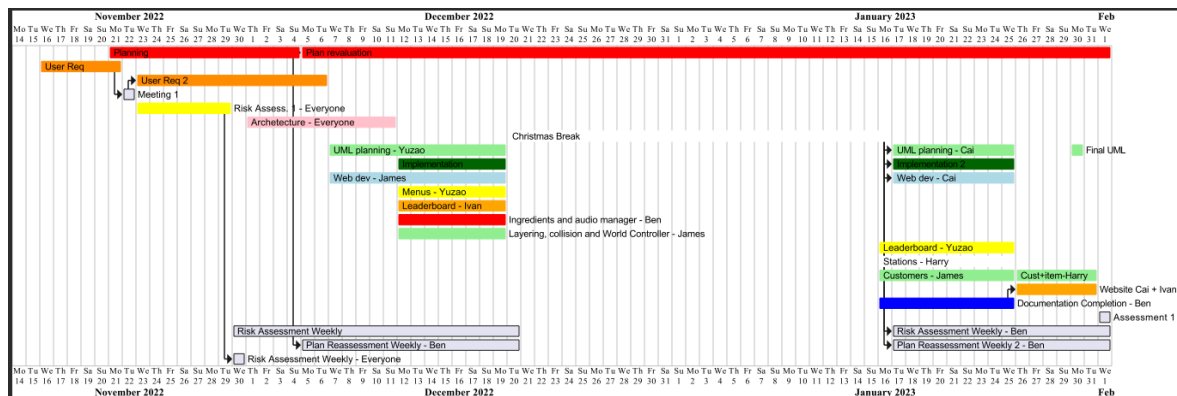 November 2022 December 2022 January 2023 Feb
Mo Tu We Th Fr Sa Su Mo Tu We Th Fr Sa Su Mo Tu We Th Fr Sa Su Mo Tu We Th Fr Sa Su Mo Tu We Th Fr Sa Su Mo Tu We Th Fr Sa Su Mo Tu We Th Fr Sa Su Mo Tu We Th Fr Sa Su Mo Tu We Th Fr Sa Su Mo Tu We Th Fr Sa Su Mo Tu We Th Fr Sa Su Mo Tu We
14 15 16 17 18 19 20 21 22 23 24 25 26 27 28 29 30 1 2 3 4 5 6 7 8 9 10 11 12 13 14 15 16 17 18 19 20 21 22 23 24 25 26 27 28 29 30 31 1 2 3 4 5 6 7 8 9 10 11 12 13 14 15 16 17 18 19 20 21 22 23 24 25 26 27 28 29 30 31 1
Planning Plan revaluation
User Req
User Req 2
Meeting 1
Risk Assess. 1 - Everyone
Archetecture - Everyone
Christmas Break
UML planning - Yuzao UML planning - Cai Final UML
Implementation Implementation 2
Web dev - James Web dev - Cai
Menus - Yuzao
Leaderboard - Ivan
Ingredients and audio manager - Ben
Layering, collision and World Controller - James
Leaderboard - Yuzao
Stations - Harry
Customers - James Cust+item-Harry
Website Cai + Ivan
Documentation Completion - Ben
Assessment 1
Risk Assessment Weekly Risk Assessment Weekly - Ben
Plan Reassessment Weekly - Ben Plan Reassessment Weekly 2 - Ben
Risk Assessment Weekly - Everyone
Mo Tu We Th Fr Sa Su Mo Tu We Th Fr Sa Su Mo Tu We Th Fr Sa Su Mo Tu We Th Fr Sa Su Mo Tu We Th Fr Sa Su Mo Tu We Th Fr Sa Su Mo Tu We Th Fr Sa Su Mo Tu We Th Fr Sa Su Mo Tu We Th Fr Sa Su Mo Tu We Th Fr Sa Su Mo Tu We Th Fr Sa Su Mo Tu We
14 15 16 17 18 19 20 21 22 23 24 25 26 27 28 29 30 1 2 3 4 5 6 7 8 9 10 11 12 13 14 15 16 17 18 19 20 21 22 23 24 25 26 27 28 29 30 31 1 2 3 4 5 6 7 8 9 10 11 12 13 14 15 16 17 18 19 20 21 22 23 24 25 26 27 28 29 30 31 1
November 2022 December 2022 January 2023 Feb